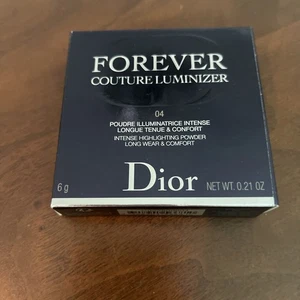 FOREVER
COUTURE LUMINIZER
04
POUDRE ILLUMINATRICE INTENSE
LONGUE TENUE & CONFORT
INTENSE HIGHLIGHTING POWDER
LONG WEAR & COMFORT
6 g Dior NET WT. 0.21 OZ